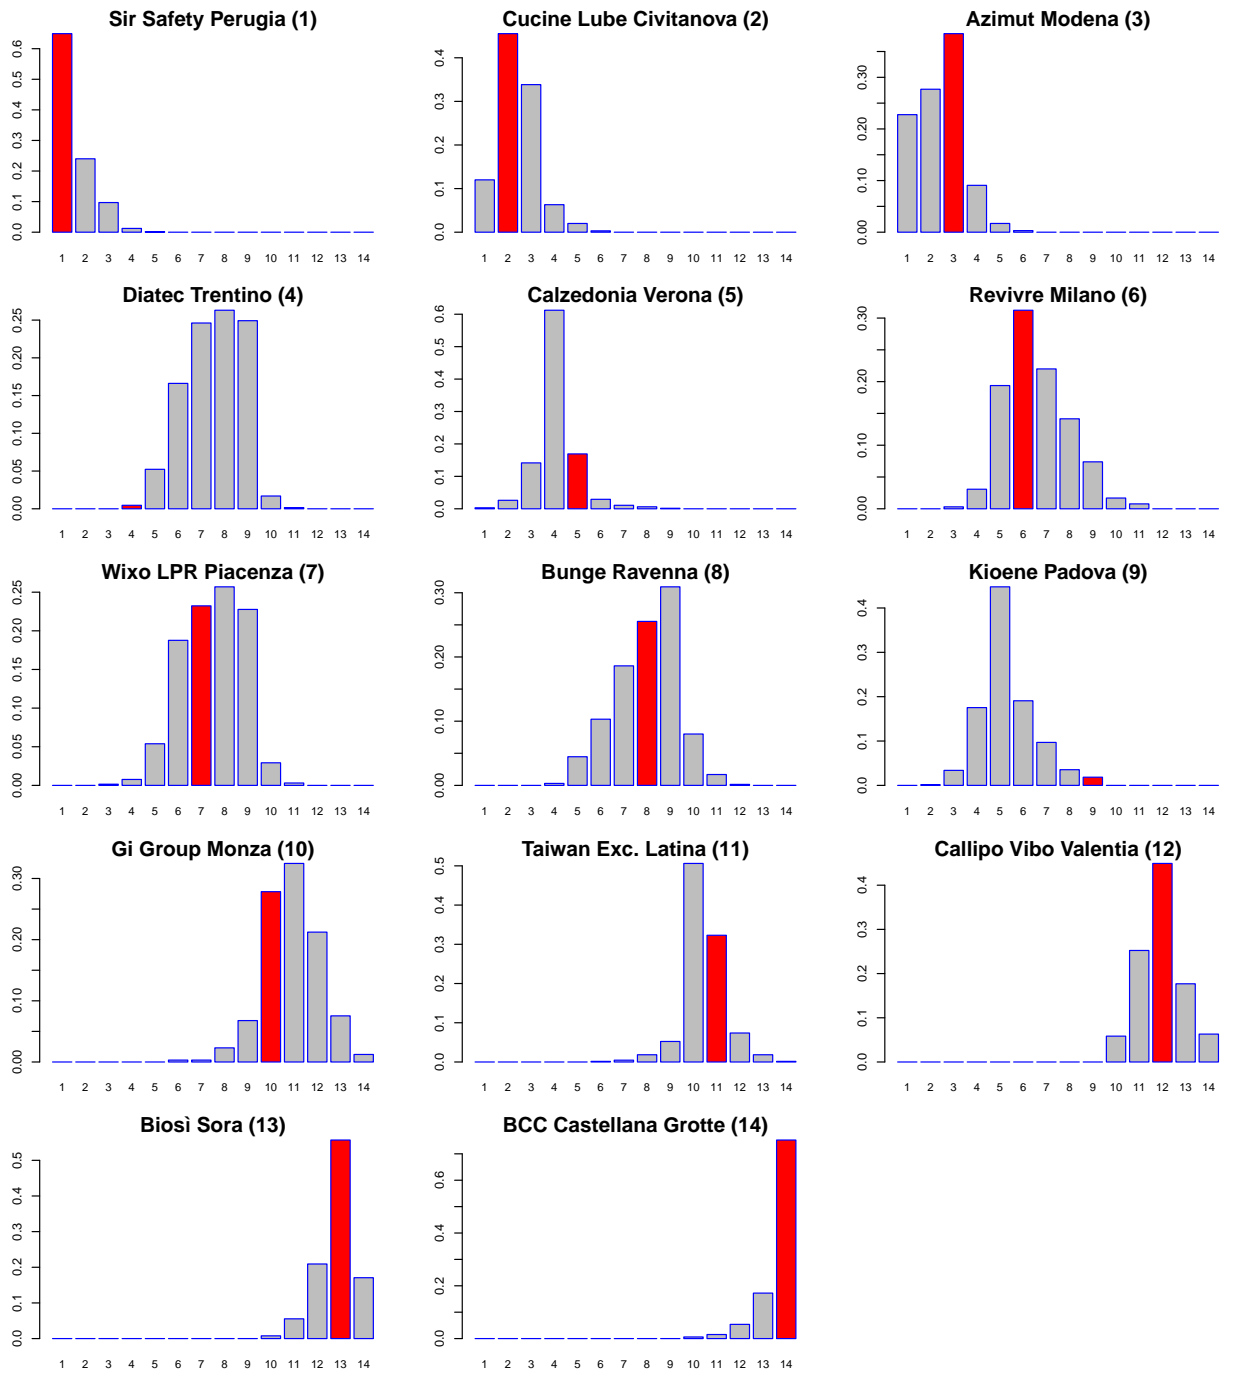 Sir Safety Perugia (1)
0.0 0.1 0.2 0.3 0.4 0.5 0.6
1 2 3 4 5 6 7 8 9 10 11 12 13 14
Cucine Lube Civitanova (2)
0.0 0.1 0.2 0.3 0.4
1 2 3 4 5 6 7 8 9 10 11 12 13 14
Azimut Modena (3)
0.00 0.10 0.20 0.30
1 2 3 4 5 6 7 8 9 10 11 12 13 14
Diatec Trentino (4)
0.00 0.05 0.10 0.15 0.20 0.25
1 2 3 4 5 6 7 8 9 10 11 12 13 14
Calzedonia Verona (5)
0.0 0.1 0.2 0.3 0.4 0.5 0.6
1 2 3 4 5 6 7 8 9 10 11 12 13 14
Revivre Milano (6)
0.00 0.10 0.20 0.30
1 2 3 4 5 6 7 8 9 10 11 12 13 14
Wixo LPR Piacenza (7)
0.00 0.05 0.10 0.15 0.20 0.25
1 2 3 4 5 6 7 8 9 10 11 12 13 14
Bunge Ravenna (8)
0.00 0.10 0.20 0.30
1 2 3 4 5 6 7 8 9 10 11 12 13 14
Kioene Padova (9)
0.0 0.1 0.2 0.3 0.4
1 2 3 4 5 6 7 8 9 10 11 12 13 14
Gi Group Monza (10)
0.00 0.10 0.20 0.30
1 2 3 4 5 6 7 8 9 10 11 12 13 14
Taiwan Exc. Latina (11)
0.0 0.1 0.2 0.3 0.4 0.5
1 2 3 4 5 6 7 8 9 10 11 12 13 14
Callipo Vibo Valentia (12)
0.0 0.1 0.2 0.3 0.4
1 2 3 4 5 6 7 8 9 10 11 12 13 14
Biosì Sora (13)
0.0 0.1 0.2 0.3 0.4 0.5
1 2 3 4 5 6 7 8 9 10 11 12 13 14
BCC Castellana Grotte (14)
0.0 0.2 0.4 0.6
1 2 3 4 5 6 7 8 9 10 11 12 13 14